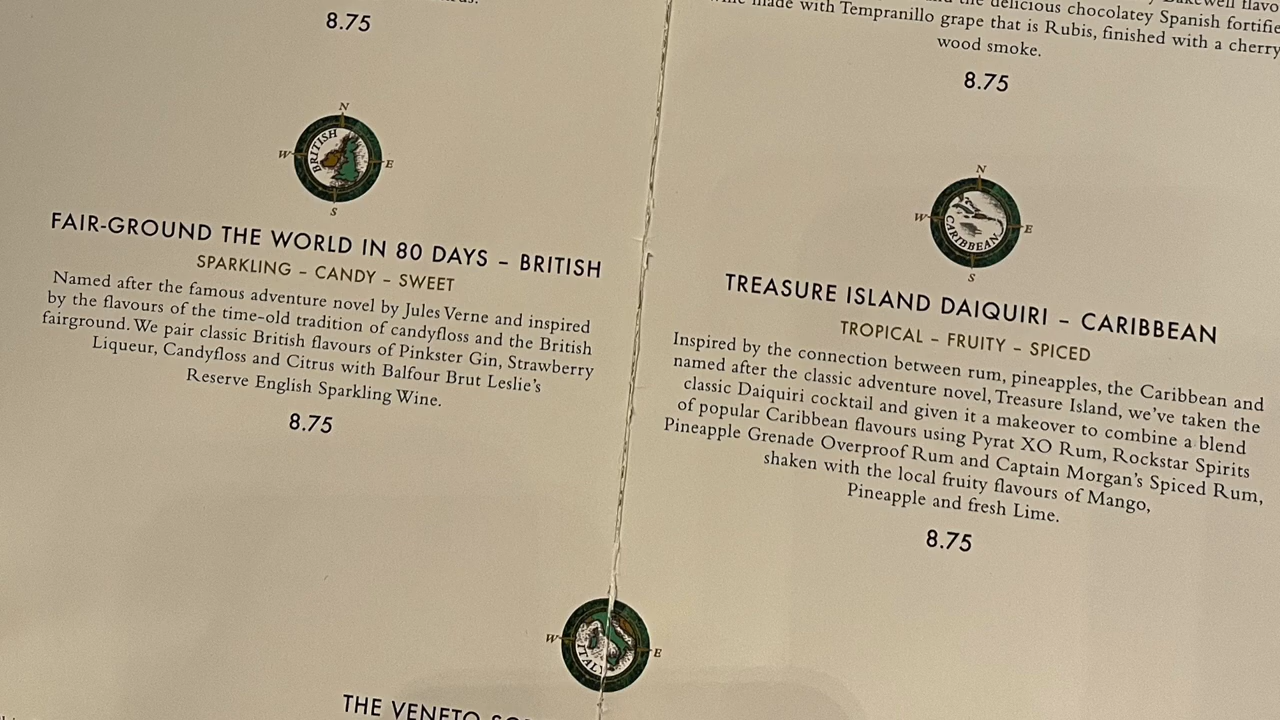 8.75
N
BRITISH
W
E
S
FAIR-GROUND THE WORLD IN 80 DAYS – BRITISH
SPARKLING – CANDY – SWEET
Named after the famous adventure novel by Jules Verne and inspired
by the flavours of the time-old tradition of candyfloss and the British
fairground. We pair classic British flavours of Pinkster Gin, Strawberry
Liqueur, Candyfloss and Citrus with Balfour Brut Leslie's
Reserve English Sparkling Wine.
8.75
delicious chocolatey Spanish
made with Tempranillo grape that is Rubis, finished with a cherry
wood smoke.
8.75
N
W
E
CARIBBEAN
S
TREASURE ISLAND DAIQUIRI – CARIBBEAN
TROPICAL – FRUITY – SPICED
Inspired by the connection between rum, pineapples, the Caribbean and
named after the classic adventure novel, Treasure Island, we've taken the
classic Daiquiri cocktail and given it a makeover to combine a blend
of popular Caribbean flavours using Pyrat XO Rum, Rockstar Spirits
Pineapple Grenade Overproof Rum and Captain Morgan's Spiced Rum,
shaken with the local fruity flavours of Mango,
Pineapple and fresh Lime.
8.75
W
E
ITALY
THE VENETO